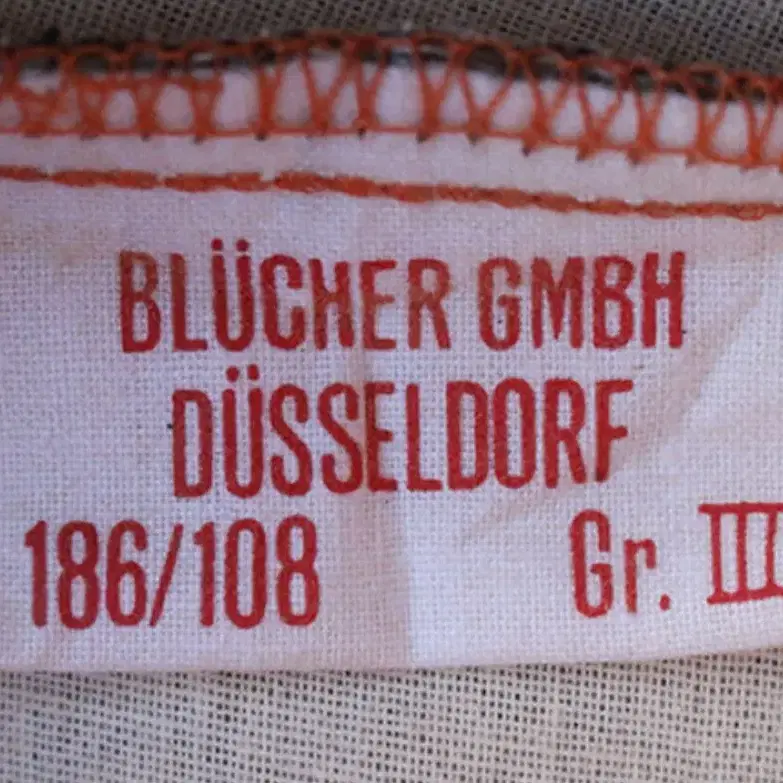 BLÜCHER GMBH
DÜSSELDORF
186/108 Gr. III